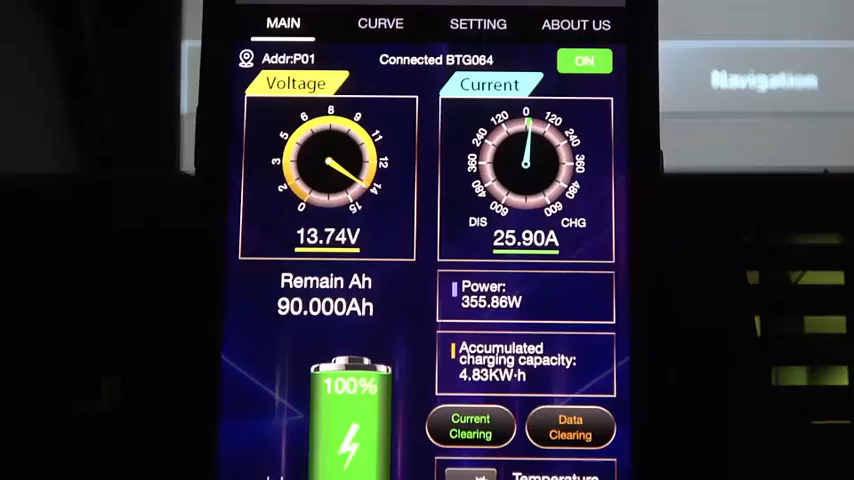 MAIN CURVE SETTING ABOUT US
Addr:P01 Connected BTG064 ON
Navigation
Voltage
0 2 3 5 6 8 9 11 12 14 15
13.74V
Current
600 480 360 240 120 0 120 240 360 480 600
DIS CHG
25.90A
Remain Ah
90.000Ah
Power:
355.86W
Accumulated
charging capacity:
4.83KW·h
100%
Current
Clearing
Data
Clearing
Temperature